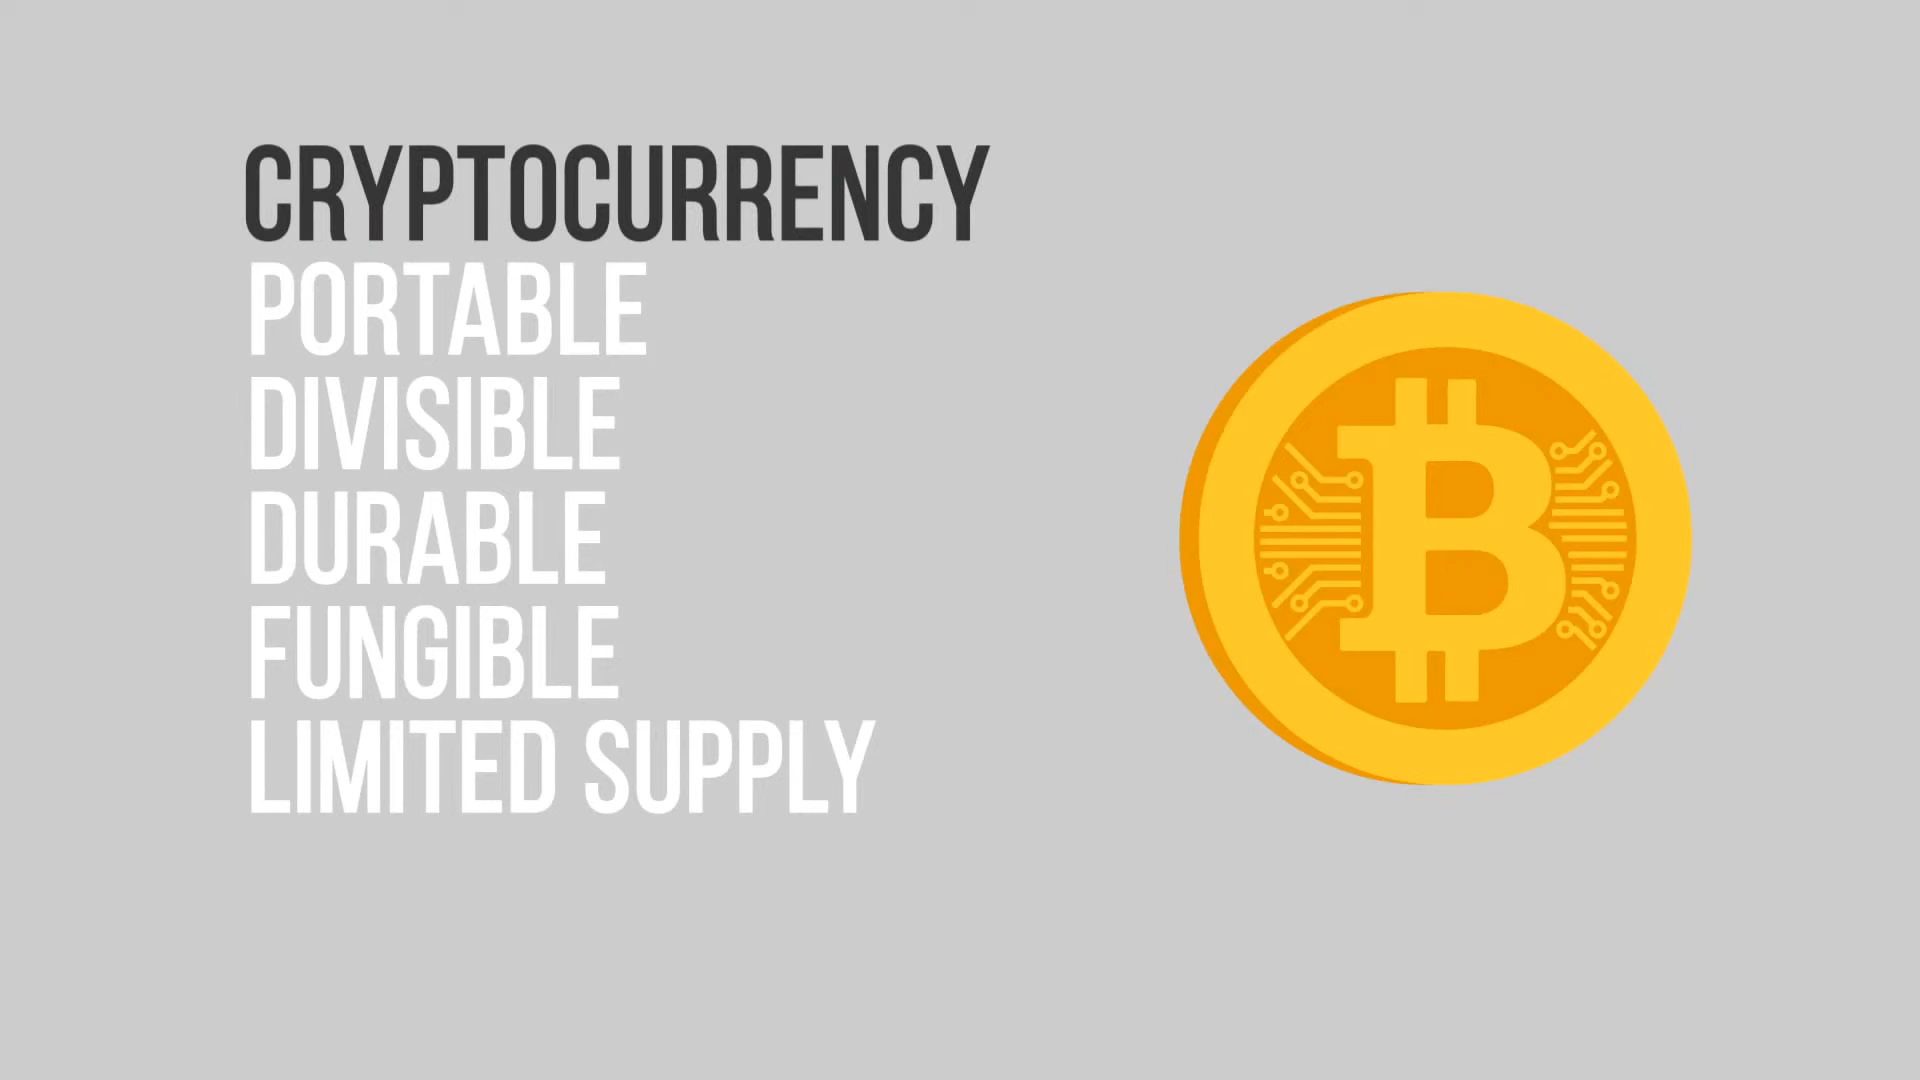 CRYPTOCURRENCY
PORTABLE
DIVISIBLE
DURABLE
FUNGIBLE
LIMITED SUPPLY